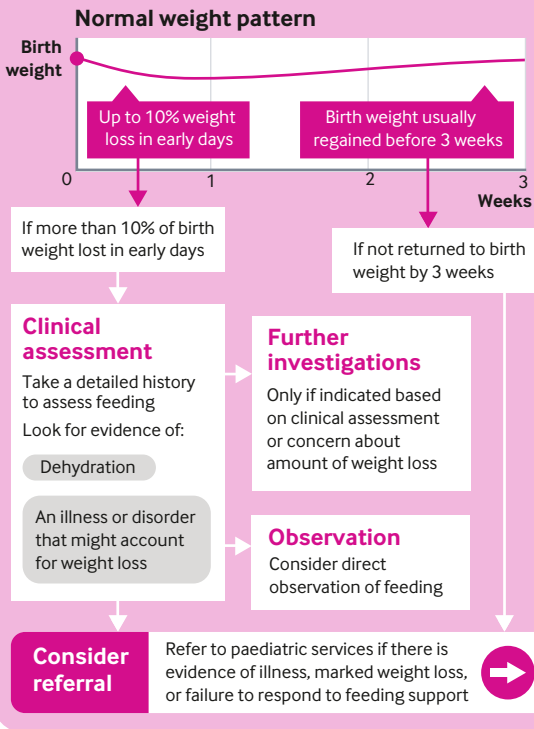 Normal weight pattern
Birth
weight
Up to 10% weight
loss in early days
Birth weight usually
regained before 3 weeks
0
1
2
3
Weeks
If more than 10% of birth
weight lost in early days
If not returned to birth
weight by 3 weeks
Clinical
assessment
Take a detailed history
to assess feeding
Look for evidence of:
Dehydration
An illness or disorder
that might account
for weight loss
Further
investigations
Only if indicated based
on clinical assessment
or concern about
amount of weight loss
Observation
Consider direct
observation of feeding
Consider
referral
Refer to paediatric services if there is
evidence of illness, marked weight loss,
or failure to respond to feeding support